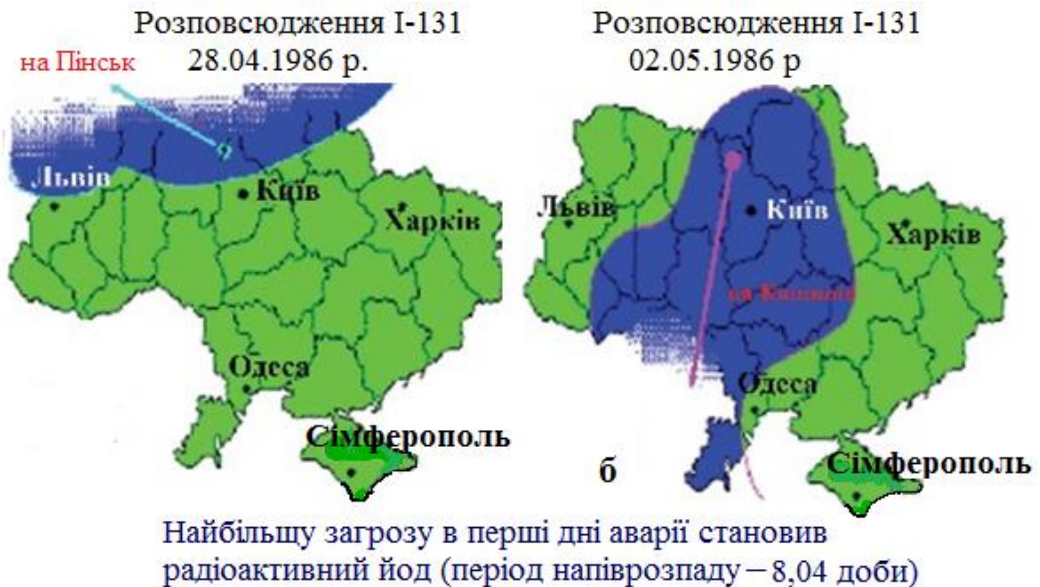 Розповсюдження І-131
28.04.1986 р.
на Пінськ
Львів
Київ
Харків
Одеса
Сімферополь
Розповсюдження І-131
02.05.1986 р
Львів
Київ
Харків
на
Одеса
Сімферополь
б
Найбільшу загрозу в перші дні аварії становив
радіоактивний йод (період напіврозпаду – 8,04 доби)